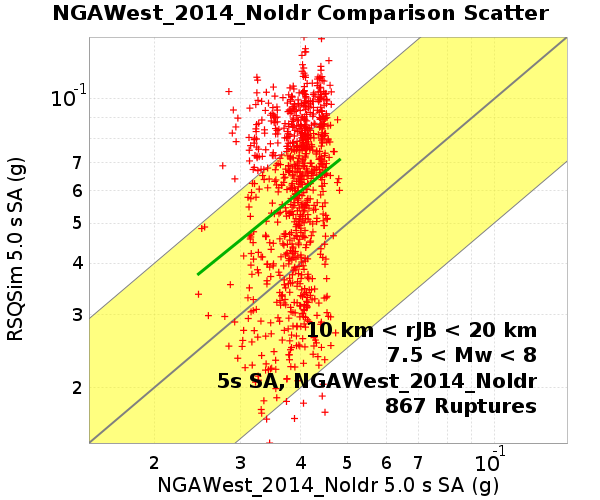 NGAWest_2014_NoIdr Comparison Scatter
10⁻¹
7
6
5
4
3
2
RSQSim 5.0 s SA (g)
10 km < rJB < 20 km
7.5 < Mw < 8
5s SA, NGAWest_2014_NoIdr
867 Ruptures
2 3 4 5 6 7 10⁻¹
NGAWest_2014_NoIdr 5.0 s SA (g)